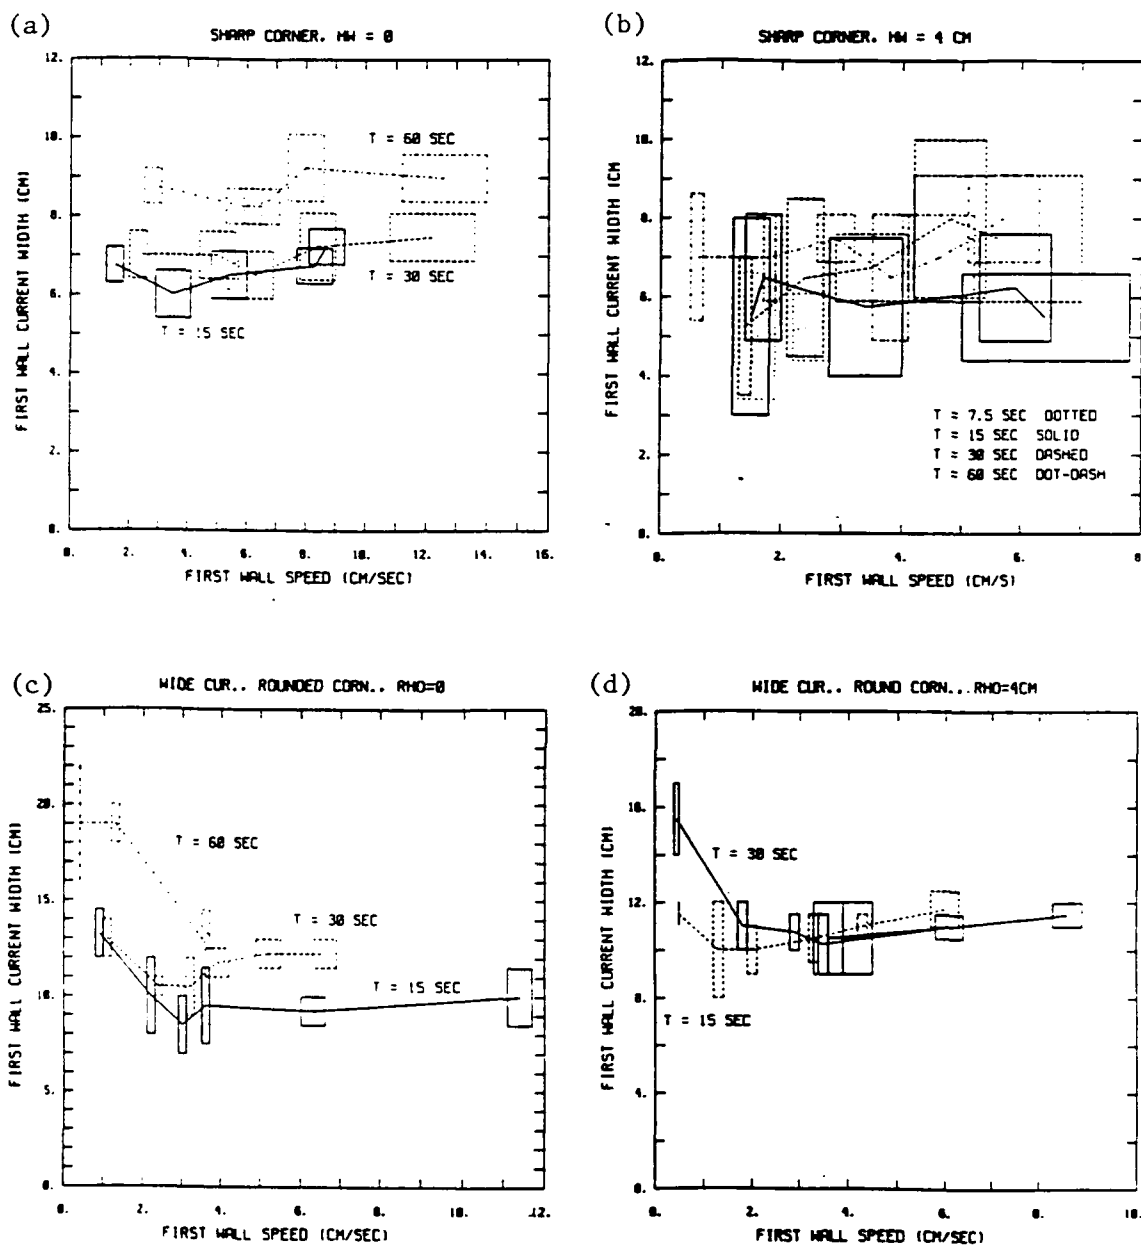 (a)
SHARP CORNER. HW = 0
12.
10.
8.
6.
4.
2.
0.
FIRST WALL CURRENT WIDTH (CM)
T = 60 SEC
T = 30 SEC
T = 15 SEC
0. 2. 4. 6. 8. 10. 12. 14. 16.
FIRST WALL SPEED (CM/SEC)
(b)
SHARP CORNER. HW = 4 CM
12.
10.
8.
6.
4.
2.
0.
FIRST WALL CURRENT WIDTH (CM
T = 7.5 SEC DOTTED
T = 15 SEC SOLID
T = 30 SEC DASHED
T = 60 SEC DOT-DASH
0. 2. 4. 6. 8
FIRST WALL SPEED (CM/S)
(c)
WIDE CUR.. ROUNDED CORN.. RHO=0
25.
20.
15.
10.
5.
0.
FIRST WALL CURRENT WIDTH (CM)
T = 60 SEC
T = 30 SEC
T = 15 SEC
0. 2. 4. 6. 8. 10. 12.
FIRST WALL SPEED (CM/SEC)
(d)
WIDE CUR.. ROUND CORN...RHO=4CM
20.
16.
12.
8.
4.
0.
FIRST WALL CURRENT WIDTH (CM)
T = 30 SEC
T = 15 SEC
0. 2. 4. 6. 8. 10.
FIRST WALL SPEED (CM/SEC)